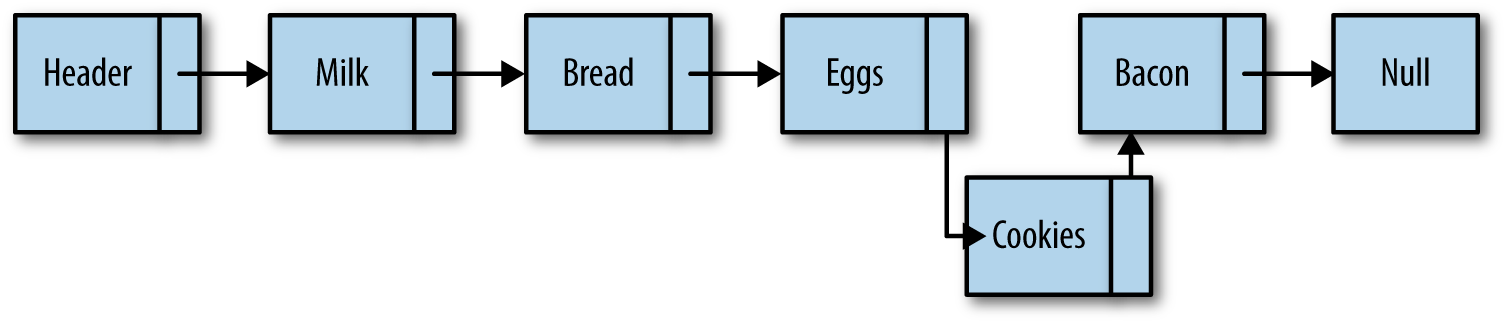 Header
Milk
Bread
Eggs
Bacon
Null
Cookies